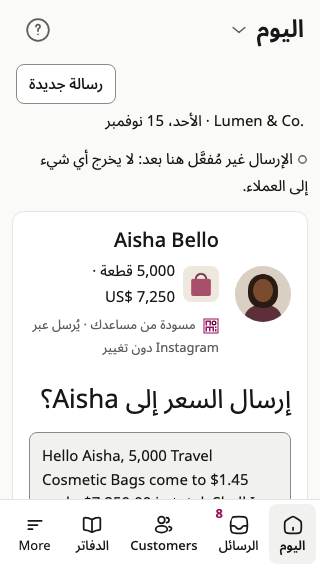 اليوم
رسالة جديدة
Lumen & Co. · الأحد، 15 نوفمبر
الإرسال غير مُفعَّل هنا بعد: لا يخرج أي شيء
إلى العملاء.
Aisha Bello
5,000 قطعة ·
US$ 7,250
مسودة من مساعدك · يُرسل عبر
Instagram دون تغيير
إرسال السعر إلى Aisha؟
Hello Aisha, 5,000 Travel
Cosmetic Bags come to $1.45
اليوم
8
الرسائل
Customers
الدفاتر
More